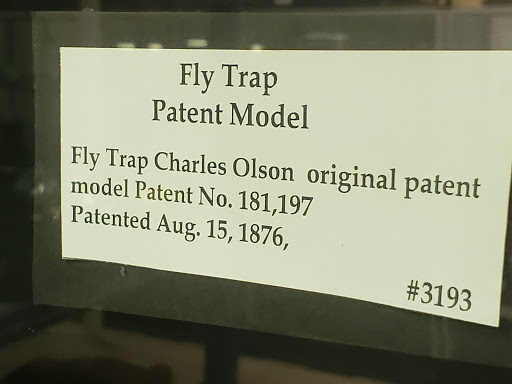 Fly Trap
Patent Model
Fly Trap Charles Olson original patent
model Patent No. 181,197
Patented Aug. 15, 1876,
#3193